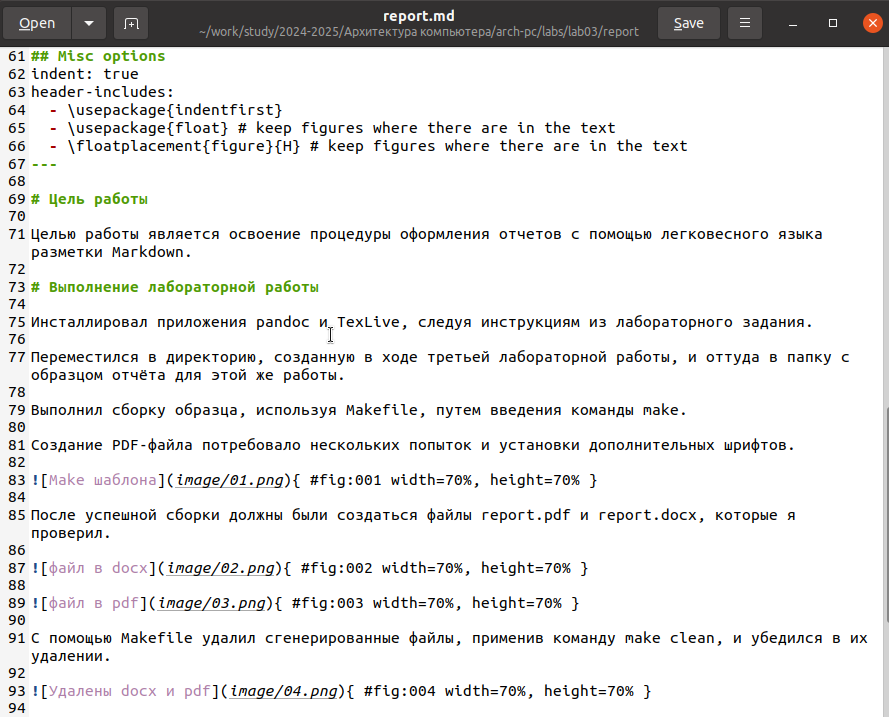 Open
report.md
~/work/study/2024-2025/Архитектура компьютера/arch-pc/labs/lab03/report
Save
61 ## Misc options
62 indent: true
63 header-includes:
64   - \usepackage{indentfirst}
65   - \usepackage{float} # keep figures where there are in the text
66   - \floatplacement{figure}{H} # keep figures where there are in the text
67 ---
68
69 # Цель работы
70
71 Целью работы является освоение процедуры оформления отчетов с помощью легковесного языка
разметки Markdown.
72
73 # Выполнение лабораторной работы
74
75 Инсталлировал приложения pandoc и TexLive, следуя инструкциям из лабораторного задания.
76
77 Переместился в директорию, созданную в ходе третьей лабораторной работы, и оттуда в папку с
образцом отчёта для этой же работы.
78
79 Выполнил сборку образца, используя Makefile, путем введения команды make.
80
81 Создание PDF-файла потребовало нескольких попыток и установки дополнительных шрифтов.
82
83 ![Make шаблона](image/01.png){ #fig:001 width=70%, height=70% }
84
85 После успешной сборки должны были создаться файлы report.pdf и report.docx, которые я
проверил.
86
87 ![файл в docx](image/02.png){ #fig:002 width=70%, height=70% }
88
89 ![файл в pdf](image/03.png){ #fig:003 width=70%, height=70% }
90
91 С помощью Makefile удалил сгенерированные файлы, применив команду make clean, и убедился в их
удалении.
92
93 ![Удалены docx и pdf](image/04.png){ #fig:004 width=70%, height=70% }
94